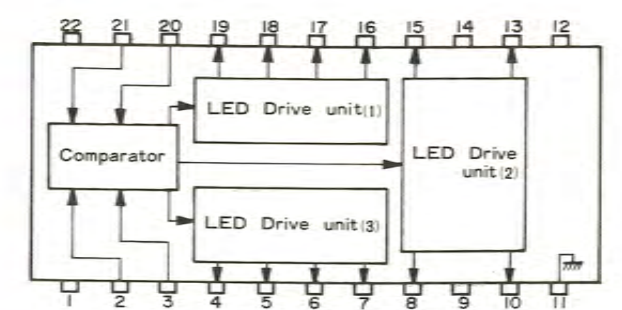 22 21 20 19 18 17 16 15 14 13 12
LED Drive unit(1)
Comparator
LED Drive
unit(2)
LED Drive unit(3)
1 2 3 4 5 6 7 8 9 10 11